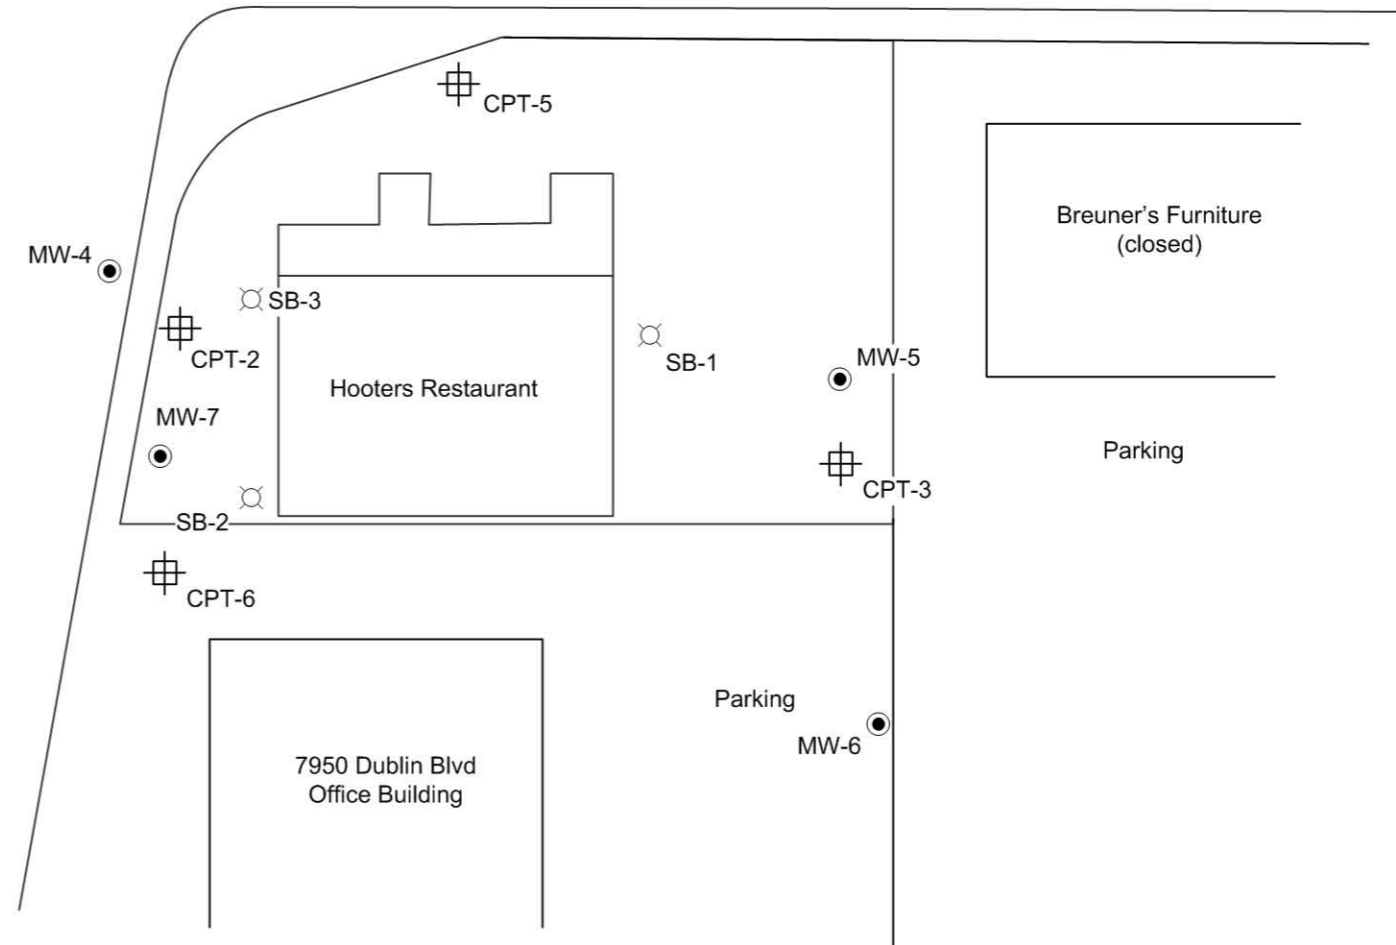 CPT-5
Breuner's Furniture
(closed)
MW-4
SB-3
CPT-2
SB-1
MW-5
Hooters Restaurant
MW-7
Parking
CPT-3
SB-2
CPT-6
Parking
MW-6
7950 Dublin Blvd
Office Building